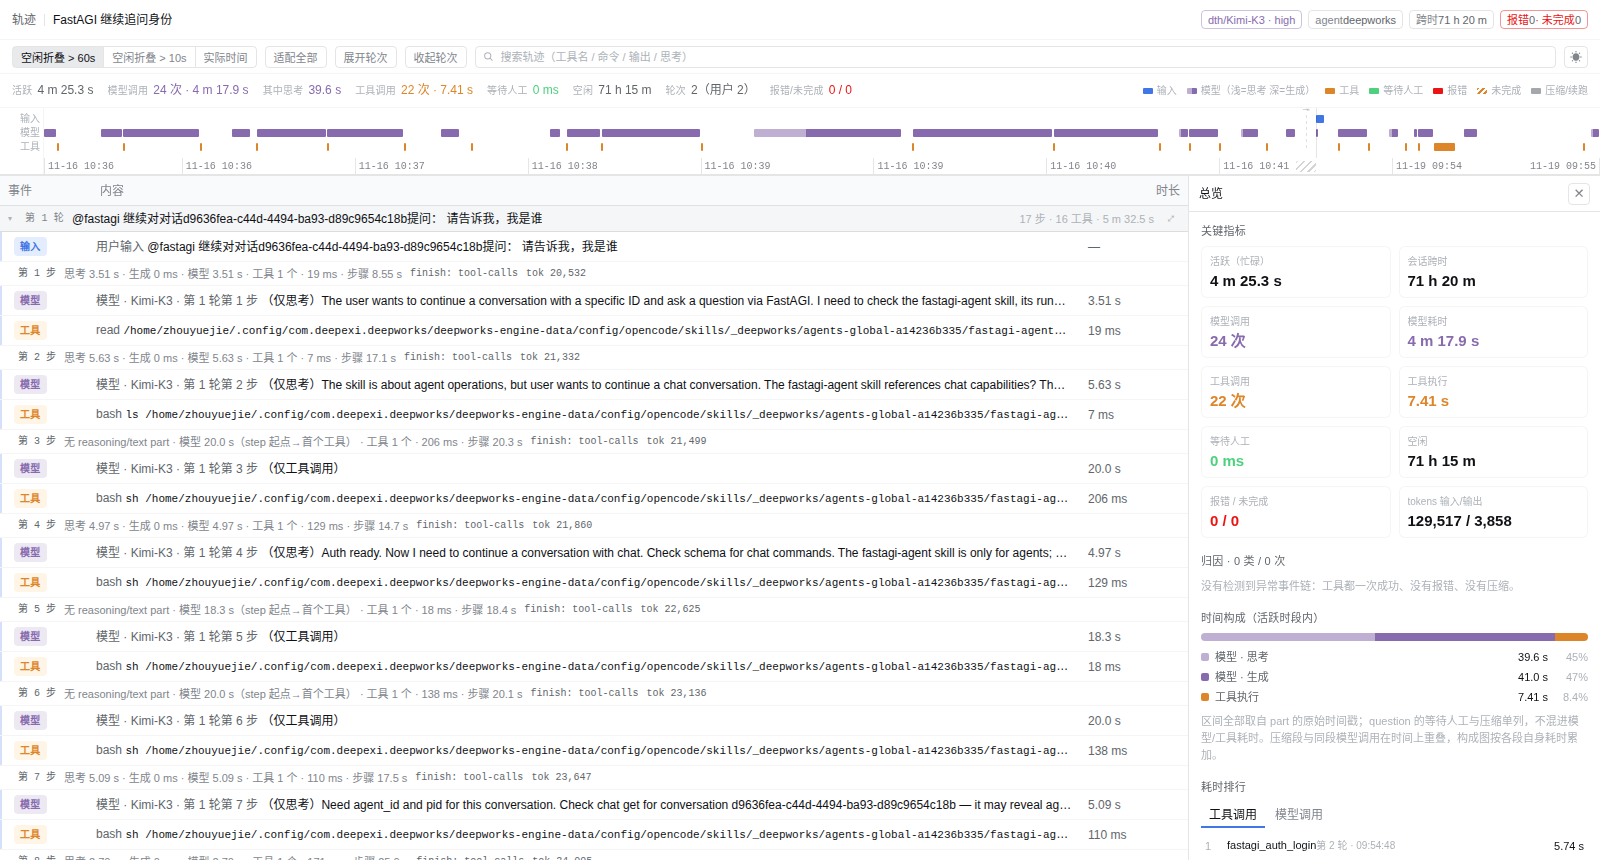 轨迹 FastAGI 继续追问身份 dth/Kimi-K3 · high agentdeepworks 跨时71 h 20 m 报错0· 未完成0
空闲折叠 > 60s 空闲折叠 > 10s 实际时间 适配全部 展开轮次 收起轮次 搜索轨迹（工具名 / 命令 / 输出 / 思考）
活跃 4 m 25.3 s 模型调用 24 次 · 4 m 17.9 s 其中思考 39.6 s 工具调用 22 次 · 7.41 s 等待人工 0 ms 空闲 71 h 15 m 轮次 2（用户 2） 报错/未完成 0 / 0 输入 模型（浅=思考 深=生成） 工具 等待人工 报错 未完成 压缩/续跑
输入
模型
工具
11-16 10:36 11-16 10:36 11-16 10:37 11-16 10:38 11-16 10:39 11-16 10:39 11-16 10:40 11-16 10:41 11-19 09:54 11-19 09:55
事件 内容 时长
第 1 轮 @fastagi 继续对对话d9636fea-c44d-4494-ba93-d89c9654c18b提问： 请告诉我，我是谁 17 步 · 16 工具 · 5 m 32.5 s
输入 用户输入 @fastagi 继续对对话d9636fea-c44d-4494-ba93-d89c9654c18b提问： 请告诉我，我是谁 —
第 1 步 思考 3.51 s · 生成 0 ms · 模型 3.51 s · 工具 1 个 · 19 ms · 步骤 8.55 s finish: tool-calls tok 20,532
模型 模型 · Kimi-K3 · 第 1 轮第 1 步 （仅思考）The user wants to continue a conversation with a specific ID and ask a question via FastAGI. I need to check the fastagi-agent skill, its run… 3.51 s
工具 read /home/zhouyuejie/.config/com.deepexi.deepworks/deepworks-engine-data/config/opencode/skills/_deepworks/agents-global-a14236b335/fastagi-agent… 19 ms
第 2 步 思考 5.63 s · 生成 0 ms · 模型 5.63 s · 工具 1 个 · 7 ms · 步骤 17.1 s finish: tool-calls tok 21,332
模型 模型 · Kimi-K3 · 第 1 轮第 2 步 （仅思考）The skill is about agent operations, but user wants to continue a chat conversation. The fastagi-agent skill references chat capabilities? Th… 5.63 s
工具 bash ls /home/zhouyuejie/.config/com.deepexi.deepworks/deepworks-engine-data/config/opencode/skills/_deepworks/agents-global-a14236b335/fastagi-ag… 7 ms
第 3 步 无 reasoning/text part · 模型 20.0 s（step 起点→首个工具） · 工具 1 个 · 206 ms · 步骤 20.3 s finish: tool-calls tok 21,499
模型 模型 · Kimi-K3 · 第 1 轮第 3 步 （仅工具调用） 20.0 s
工具 bash sh /home/zhouyuejie/.config/com.deepexi.deepworks/deepworks-engine-data/config/opencode/skills/_deepworks/agents-global-a14236b335/fastagi-ag… 206 ms
第 4 步 思考 4.97 s · 生成 0 ms · 模型 4.97 s · 工具 1 个 · 129 ms · 步骤 14.7 s finish: tool-calls tok 21,860
模型 模型 · Kimi-K3 · 第 1 轮第 4 步 （仅思考）Auth ready. Now I need to continue a conversation with chat. Check schema for chat commands. The fastagi-agent skill is only for agents; … 4.97 s
工具 bash sh /home/zhouyuejie/.config/com.deepexi.deepworks/deepworks-engine-data/config/opencode/skills/_deepworks/agents-global-a14236b335/fastagi-ag… 129 ms
第 5 步 无 reasoning/text part · 模型 18.3 s（step 起点→首个工具） · 工具 1 个 · 18 ms · 步骤 18.4 s finish: tool-calls tok 22,625
模型 模型 · Kimi-K3 · 第 1 轮第 5 步 （仅工具调用） 18.3 s
工具 bash sh /home/zhouyuejie/.config/com.deepexi.deepworks/deepworks-engine-data/config/opencode/skills/_deepworks/agents-global-a14236b335/fastagi-ag… 18 ms
第 6 步 无 reasoning/text part · 模型 20.0 s（step 起点→首个工具） · 工具 1 个 · 138 ms · 步骤 20.1 s finish: tool-calls tok 23,136
模型 模型 · Kimi-K3 · 第 1 轮第 6 步 （仅工具调用） 20.0 s
工具 bash sh /home/zhouyuejie/.config/com.deepexi.deepworks/deepworks-engine-data/config/opencode/skills/_deepworks/agents-global-a14236b335/fastagi-ag… 138 ms
第 7 步 思考 5.09 s · 生成 0 ms · 模型 5.09 s · 工具 1 个 · 110 ms · 步骤 17.5 s finish: tool-calls tok 23,647
模型 模型 · Kimi-K3 · 第 1 轮第 7 步 （仅思考）Need agent_id and pid for this conversation. Check chat get for conversation d9636fea-c44d-4494-ba93-d89c9654c18b — it may reveal ag… 5.09 s
工具 bash sh /home/zhouyuejie/.config/com.deepexi.deepworks/deepworks-engine-data/config/opencode/skills/_deepworks/agents-global-a14236b335/fastagi-ag… 110 ms
总览
关键指标
活跃（忙碌） 会话跨时
4 m 25.3 s 71 h 20 m
模型调用 模型耗时
24 次 4 m 17.9 s
工具调用 工具执行
22 次 7.41 s
等待人工 空闲
0 ms 71 h 15 m
报错 / 未完成 tokens 输入/输出
0 / 0 129,517 / 3,858
归因 · 0 类 / 0 次
没有检测到异常事件链：工具都一次成功、没有报错、没有压缩。
时间构成（活跃时段内）
模型 · 思考 39.6 s 45%
模型 · 生成 41.0 s 47%
工具执行 7.41 s 8.4%
区间全部取自 part 的原始时间戳；question 的等待人工与压缩单列，不混进模
型/工具耗时。压缩段与同段模型调用在时间上重叠，构成图按各段自身耗时累
加。
耗时排行
工具调用 模型调用
1 fastagi_auth_login第 2 轮 · 09:54:48 5.74 s